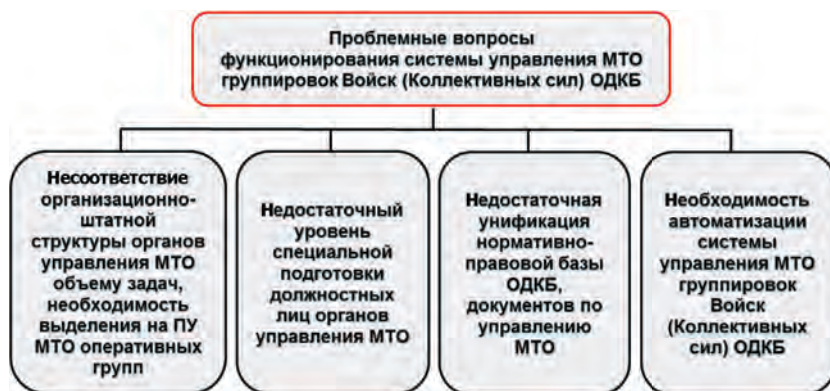 Проблемные вопросы
функционирования системы управления МТО
группировок Войск (Коллективных сил) ОДКБ
Несоответствие
организационно-
штатной
структуры органов
управления МТО
объему задач,
необходимость
выделения на ПУ
МТО оперативных
групп
Недостаточный
уровень
специальной
подготовки
должностных
лиц органов
управления МТО
Недостаточная
унификация
нормативно-
правовой базы
ОДКБ,
документов по
управлению
МТО
Необходимость
автоматизации
системы
управления МТО
группировок
Войск
(Коллективных
сил) ОДКБ